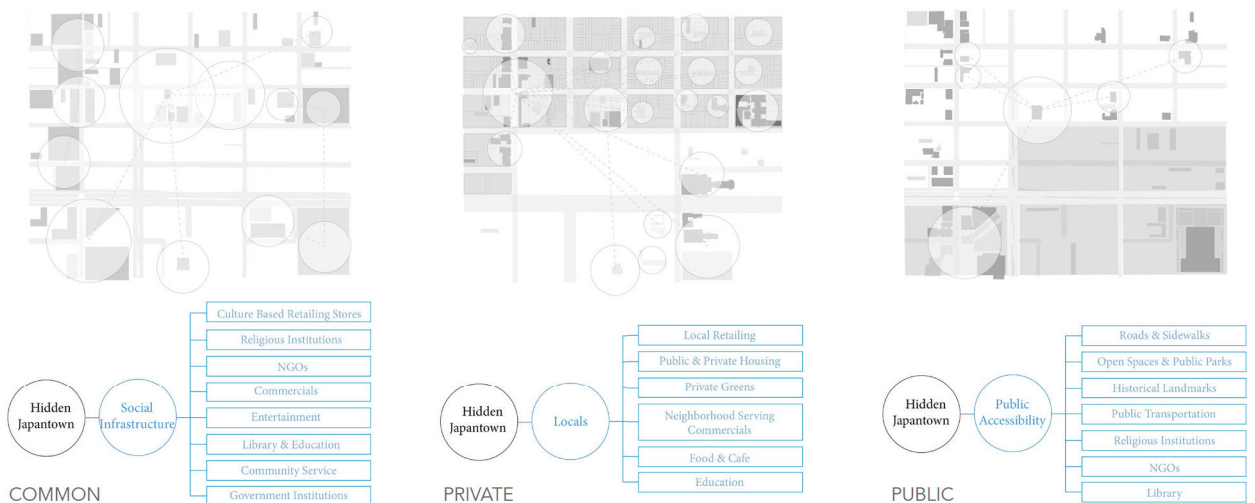 Culture Based Retailing Stores
Religious Institutions
NGOs
Commercials
Entertainment
Library & Education
Community Service
Government Institutions
Hidden
Japantown
Social
Infrastructure
COMMON
Local Retailing
Public & Private Housing
Private Greens
Neighborhood Serving
Commercials
Food & Cafe
Education
Hidden
Japantown
Locals
PRIVATE
Roads & Sidewalks
Open Spaces & Public Parks
Historical Landmarks
Public Transportation
Religious Institutions
NGOs
Library
Hidden
Japantown
Public
Accessibility
PUBLIC